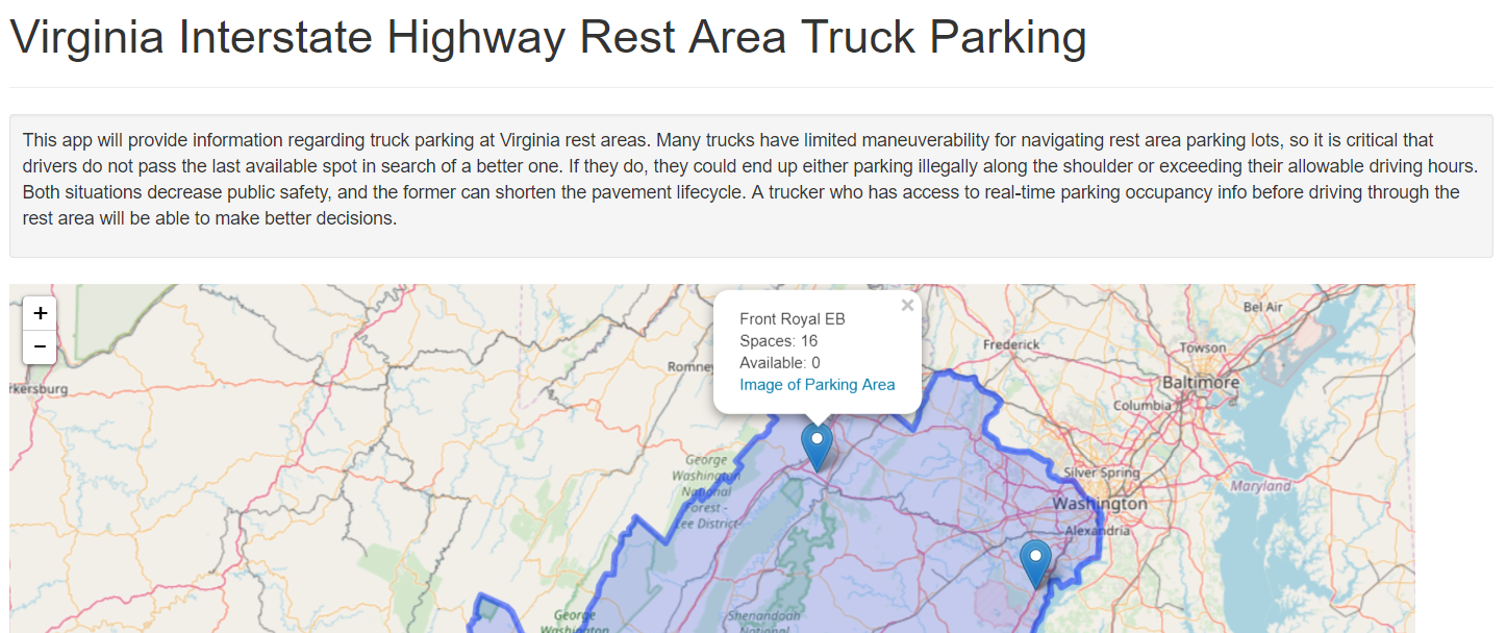 Virginia Interstate Highway Rest Area Truck Parking
This app will provide information regarding truck parking at Virginia rest areas. Many trucks have limited maneuverability for navigating rest area parking lots, so it is critical that
drivers do not pass the last available spot in search of a better one. If they do, they could end up either parking illegally along the shoulder or exceeding their allowable driving hours.
Both situations decrease public safety, and the former can shorten the pavement lifecycle. A trucker who has access to real-time parking occupancy info before driving through the
rest area will be able to make better decisions.
+
−
Front Royal EB
×
Spaces: 16
Available: 0
Image of Parking Area
Bel Air
Frederick
Towson
Romne
Baltimore
kersburg
Columbia
George
Washington
National
Forest -
Lee District
Silver Spring
Maryland
Washington
Alexandria
George
Washington
Shenandoah
National